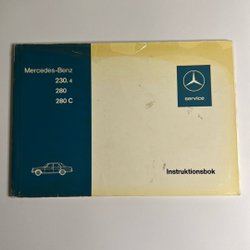 Mercedes-Benz
230.4
280
280 C
service
Instruktionsbok